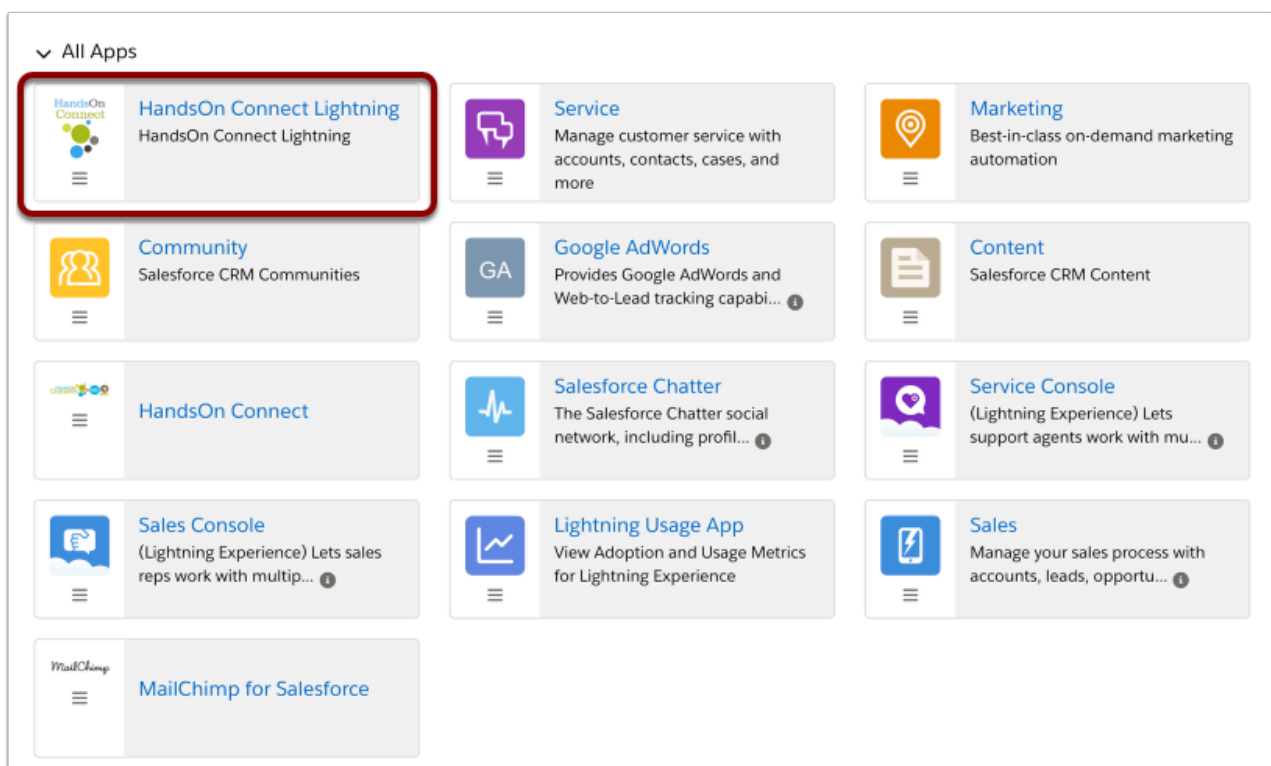 All Apps
HandsOn
Connect
HandsOn Connect Lightning
HandsOn Connect Lightning
Service
Manage customer service with
accounts, contacts, cases, and
more
Marketing
Best-in-class on-demand marketing
automation
Community
Salesforce CRM Communities
GA
Google AdWords
Provides Google AdWords and
Web-to-Lead tracking capabi...
Content
Salesforce CRM Content
HandsOn Connect
Salesforce Chatter
The Salesforce Chatter social
network, including profil...
Service Console
(Lightning Experience) Lets
support agents work with mu...
Sales Console
(Lightning Experience) Lets sales
reps work with multip...
Lightning Usage App
View Adoption and Usage Metrics
for Lightning Experience
Sales
Manage your sales process with
accounts, leads, opportu...
MailChimp
MailChimp for Salesforce